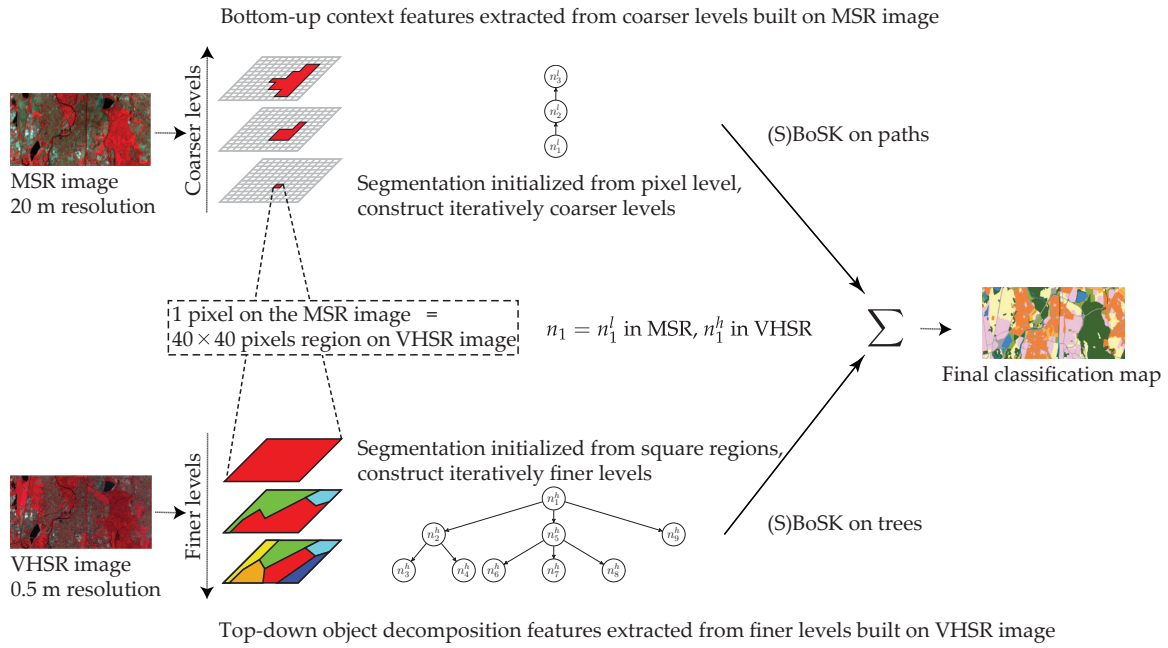 Bottom-up context features extracted from coarser levels built on MSR image
Coarser levels
MSR image
20 m resolution
n_3^l
n_2^l
n_1^l
Segmentation initialized from pixel level,
construct iteratively coarser levels
(S)BoSK on paths
1 pixel on the MSR image =
40×40 pixels region on VHSR image
n_1 = n_1^l in MSR, n_1^h in VHSR
∑
Final classification map
Finer levels
VHSR image
0.5 m resolution
Segmentation initialized from square regions,
construct iteratively finer levels
n_1^h
n_2^h n_5^h n_9^h
n_3^h n_4^h n_6^h n_7^h n_8^h
(S)BoSK on trees
Top-down object decomposition features extracted from finer levels built on VHSR image